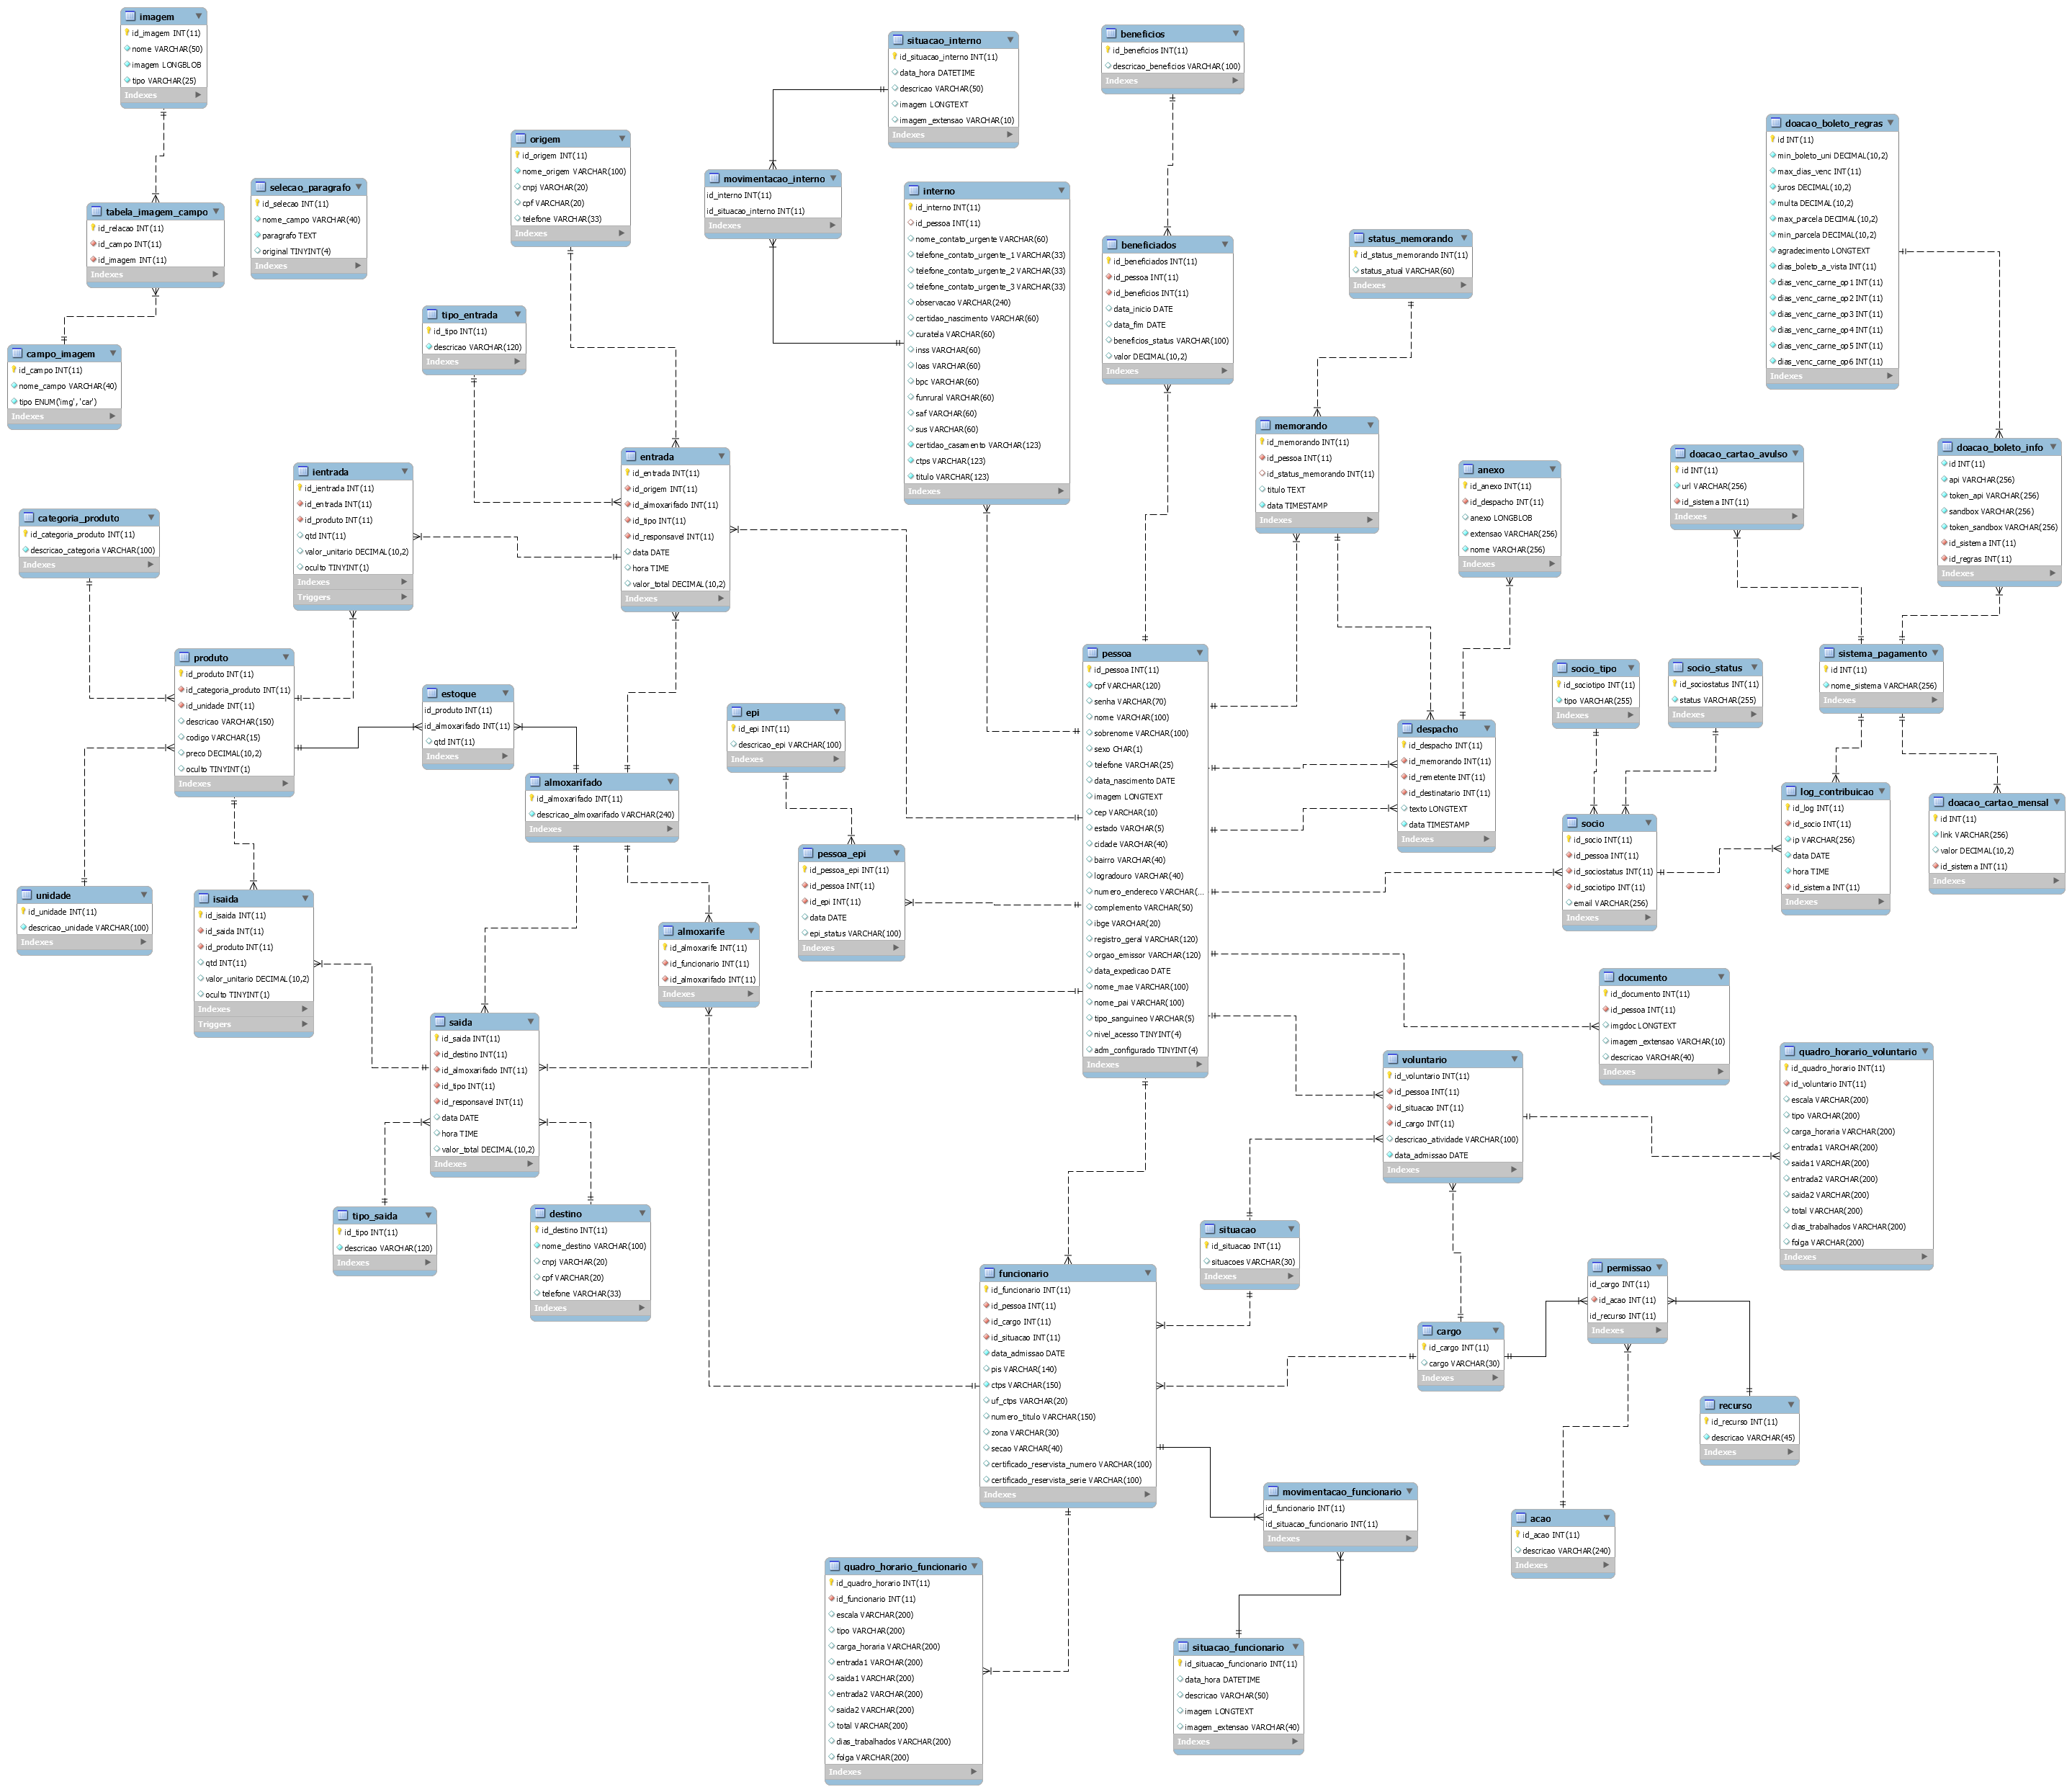 imagem
id_imagem INT(11)
nome VARCHAR(50)
imagem LONGBLOB
tipo VARCHAR(25)
Indexes
tabela_imagem_campo
id_relacao INT(11)
id_campo INT(11)
id_imagem INT(11)
Indexes
campo_imagem
id_campo INT(11)
nome_campo VARCHAR(40)
tipo ENUM('img','car')
Indexes
selecao_paragrafo
id_selecao INT(11)
nome_campo VARCHAR(40)
paragrafo TEXT
original TINYINT(4)
Indexes
origem
id_origem INT(11)
nome_origem VARCHAR(100)
cnpj VARCHAR(20)
cpf VARCHAR(20)
telefone VARCHAR(33)
Indexes
tipo_entrada
id_tipo INT(11)
descricao VARCHAR(120)
Indexes
situacao_interno
id_situacao_interno INT(11)
data_hora DATETIME
descricao VARCHAR(50)
imagem LONGTEXT
imagem_extensao VARCHAR(10)
Indexes
movimentacao_interno
id_interno INT(11)
id_situacao_interno INT(11)
Indexes
interno
id_interno INT(11)
id_pessoa INT(11)
nome_contato_urgente VARCHAR(60)
telefone_contato_urgente_1 VARCHAR(33)
telefone_contato_urgente_2 VARCHAR(33)
telefone_contato_urgente_3 VARCHAR(33)
observacao VARCHAR(240)
certidao_nascimento VARCHAR(60)
curatela VARCHAR(60)
inss VARCHAR(60)
loas VARCHAR(60)
bpc VARCHAR(60)
funrural VARCHAR(60)
saf VARCHAR(60)
sus VARCHAR(60)
certidao_casamento VARCHAR(123)
ctps VARCHAR(123)
titulo VARCHAR(123)
Indexes
beneficios
id_beneficios INT(11)
descricao_beneficios VARCHAR(100)
Indexes
beneficiados
id_beneficiados INT(11)
id_pessoa INT(11)
id_beneficios INT(11)
data_inicio DATE
data_fim DATE
beneficios_status VARCHAR(100)
valor DECIMAL(10,2)
Indexes
status_memorando
id_status_memorando INT(11)
status_atual VARCHAR(60)
Indexes
memorando
id_memorando INT(11)
id_pessoa INT(11)
id_status_memorando INT(11)
titulo TEXT
data TIMESTAMP
Indexes
anexo
id_anexo INT(11)
id_despacho INT(11)
anexo LONGBLOB
extensao VARCHAR(256)
nome VARCHAR(256)
Indexes
doacao_boleto_regras
id INT(11)
min_boleto_uni DECIMAL(10,2)
max_dias_venc INT(11)
juros DECIMAL(10,2)
multa DECIMAL(10,2)
max_parcela DECIMAL(10,2)
min_parcela DECIMAL(10,2)
agradecimento LONGTEXT
dias_boleto_a_vista INT(11)
dias_venc_carne_op1 INT(11)
dias_venc_carne_op2 INT(11)
dias_venc_carne_op3 INT(11)
dias_venc_carne_op4 INT(11)
dias_venc_carne_op5 INT(11)
dias_venc_carne_op6 INT(11)
Indexes
doacao_cartao_avulso
id INT(11)
url VARCHAR(256)
id_sistema INT(11)
Indexes
doacao_boleto_info
id INT(11)
api VARCHAR(256)
token_api VARCHAR(256)
sandbox VARCHAR(256)
token_sandbox VARCHAR(256)
id_sistema INT(11)
id_regras INT(11)
Indexes
categoria_produto
id_categoria_produto INT(11)
descricao_categoria VARCHAR(100)
Indexes
ientrada
id_ientrada INT(11)
id_entrada INT(11)
id_produto INT(11)
qtd INT(11)
valor_unitario DECIMAL(10,2)
oculto TINYINT(1)
Indexes
Triggers
entrada
id_entrada INT(11)
id_origem INT(11)
id_almoxarifado INT(11)
id_tipo INT(11)
id_responsavel INT(11)
data DATE
hora TIME
valor_total DECIMAL(10,2)
Indexes
produto
id_produto INT(11)
id_categoria_produto INT(11)
id_unidade INT(11)
descricao VARCHAR(150)
codigo VARCHAR(15)
preco DECIMAL(10,2)
oculto TINYINT(1)
Indexes
estoque
id_produto INT(11)
id_almoxarifado INT(11)
qtd INT(11)
Indexes
almoxarifado
id_almoxarifado INT(11)
descricao_almoxarifado VARCHAR(240)
Indexes
epi
id_epi INT(11)
descricao_epi VARCHAR(100)
Indexes
pessoa_epi
id_pessoa_epi INT(11)
id_pessoa INT(11)
id_epi INT(11)
data DATE
epi_status VARCHAR(100)
Indexes
pessoa
id_pessoa INT(11)
cpf VARCHAR(120)
senha VARCHAR(70)
nome VARCHAR(100)
sobrenome VARCHAR(100)
sexo CHAR(1)
telefone VARCHAR(25)
data_nascimento DATE
imagem LONGTEXT
cep VARCHAR(10)
estado VARCHAR(5)
cidade VARCHAR(40)
bairro VARCHAR(40)
logradouro VARCHAR(40)
numero_endereco VARCHAR(...
complemento VARCHAR(50)
ibge VARCHAR(20)
registro_geral VARCHAR(120)
orgao_emissor VARCHAR(120)
data_expedicao DATE
nome_mae VARCHAR(100)
nome_pai VARCHAR(100)
tipo_sanguineo VARCHAR(5)
nivel_acesso TINYINT(4)
adm_configurado TINYINT(4)
Indexes
despacho
id_despacho INT(11)
id_memorando INT(11)
id_remetente INT(11)
id_destinatario INT(11)
texto LONGTEXT
data TIMESTAMP
Indexes
socio_tipo
id_sociotipo INT(11)
tipo VARCHAR(255)
Indexes
socio_status
id_sociostatus INT(11)
status VARCHAR(255)
Indexes
sistema_pagamento
id INT(11)
nome_sistema VARCHAR(256)
Indexes
socio
id_socio INT(11)
id_pessoa INT(11)
id_sociostatus INT(11)
id_sociotipo INT(11)
email VARCHAR(256)
Indexes
log_contribuicao
id_log INT(11)
id_socio INT(11)
ip VARCHAR(256)
data DATE
hora TIME
id_sistema INT(11)
Indexes
doacao_cartao_mensal
id INT(11)
link VARCHAR(256)
valor DECIMAL(10,2)
id_sistema INT(11)
Indexes
unidade
id_unidade INT(11)
descricao_unidade VARCHAR(100)
Indexes
isaida
id_isaida INT(11)
id_saida INT(11)
id_produto INT(11)
qtd INT(11)
valor_unitario DECIMAL(10,2)
oculto TINYINT(1)
Indexes
Triggers
almoxarife
id_almoxarife INT(11)
id_funcionario INT(11)
id_almoxarifado INT(11)
Indexes
saida
id_saida INT(11)
id_destino INT(11)
id_almoxarifado INT(11)
id_tipo INT(11)
id_responsavel INT(11)
data DATE
hora TIME
valor_total DECIMAL(10,2)
Indexes
tipo_saida
id_tipo INT(11)
descricao VARCHAR(120)
Indexes
destino
id_destino INT(11)
nome_destino VARCHAR(100)
cnpj VARCHAR(20)
cpf VARCHAR(20)
telefone VARCHAR(33)
Indexes
documento
id_documento INT(11)
id_pessoa INT(11)
imgdoc LONGTEXT
imagem_extensao VARCHAR(10)
descricao VARCHAR(40)
Indexes
voluntario
id_voluntario INT(11)
id_pessoa INT(11)
id_situacao INT(11)
id_cargo INT(11)
descricao_atividade VARCHAR(100)
data_admissao DATE
Indexes
quadro_horario_voluntario
id_quadro_horario INT(11)
id_voluntario INT(11)
escala VARCHAR(200)
tipo VARCHAR(200)
carga_horaria VARCHAR(200)
entrada1 VARCHAR(200)
saida1 VARCHAR(200)
entrada2 VARCHAR(200)
saida2 VARCHAR(200)
total VARCHAR(200)
dias_trabalhados VARCHAR(200)
folga VARCHAR(200)
Indexes
situacao
id_situacao INT(11)
situacoes VARCHAR(30)
Indexes
funcionario
id_funcionario INT(11)
id_pessoa INT(11)
id_cargo INT(11)
id_situacao INT(11)
data_admissao DATE
pis VARCHAR(140)
ctps VARCHAR(150)
uf_ctps VARCHAR(20)
numero_titulo VARCHAR(150)
zona VARCHAR(30)
secao VARCHAR(40)
certificado_reservista_numero VARCHAR(100)
certificado_reservista_serie VARCHAR(100)
Indexes
cargo
id_cargo INT(11)
cargo VARCHAR(30)
Indexes
permissao
id_cargo INT(11)
id_acao INT(11)
id_recurso INT(11)
Indexes
recurso
id_recurso INT(11)
descricao VARCHAR(45)
Indexes
acao
id_acao INT(11)
descricao VARCHAR(240)
Indexes
movimentacao_funcionario
id_funcionario INT(11)
id_situacao_funcionario INT(11)
Indexes
quadro_horario_funcionario
id_quadro_horario INT(11)
id_funcionario INT(11)
escala VARCHAR(200)
tipo VARCHAR(200)
carga_horaria VARCHAR(200)
entrada1 VARCHAR(200)
saida1 VARCHAR(200)
entrada2 VARCHAR(200)
saida2 VARCHAR(200)
total VARCHAR(200)
dias_trabalhados VARCHAR(200)
folga VARCHAR(200)
Indexes
situacao_funcionario
id_situacao_funcionario INT(11)
data_hora DATETIME
descricao VARCHAR(50)
imagem LONGTEXT
imagem_extensao VARCHAR(40)
Indexes